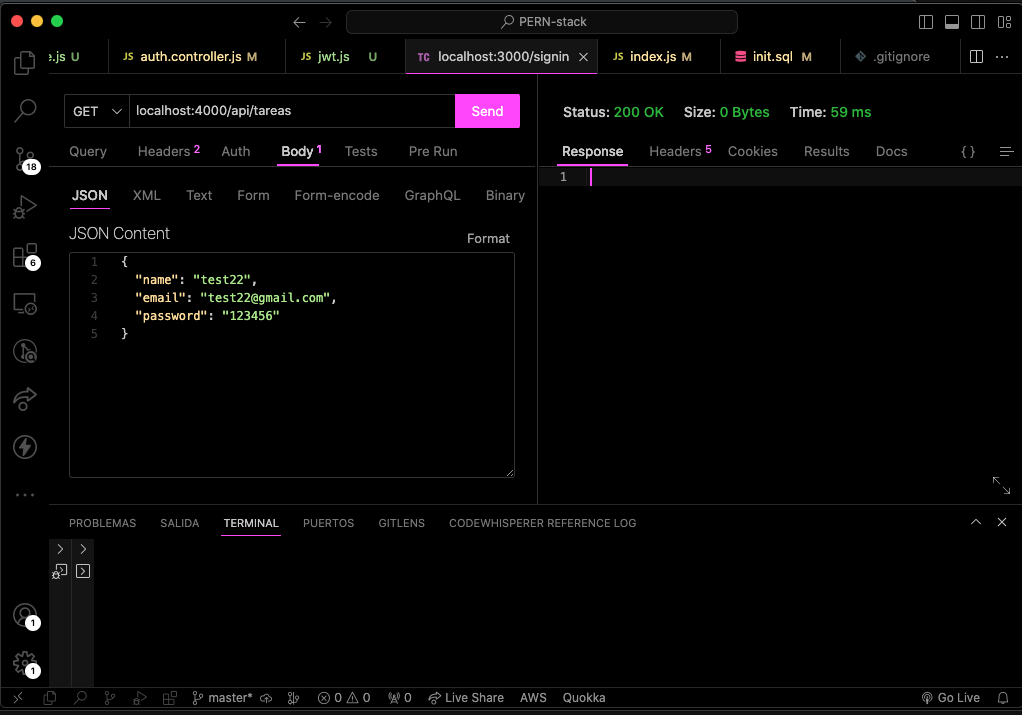 PERN-stack
e.js U
JS auth.controller.js M
JS jwt.js U
TC localhost:3000/signin
JS index.js M
init.sql M
.gitignore
GET localhost:4000/api/tareas Send
Status: 200 OK Size: 0 Bytes Time: 59 ms
Query Headers 2 Auth Body 1 Tests Pre Run
Response Headers 5 Cookies Results Docs { }
1
JSON XML Text Form Form-encode GraphQL Binary
JSON Content
Format
1 {
2 "name": "test22",
3 "email": "test22@gmail.com",
4 "password": "123456"
5 }
18
6
PROBLEMAS SALIDA TERMINAL PUERTOS GITLENS CODEWHISPERER REFERENCE LOG
1
1
master* 0 0 0 Live Share AWS Quokka Go Live